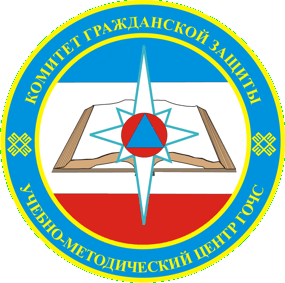 КОМИТЕТ ГРАЖДАНСКОЙ ЗАЩИТЫ
УЧЕБНО-МЕТОДИЧЕСКИЙ ЦЕНТР ГОЧС